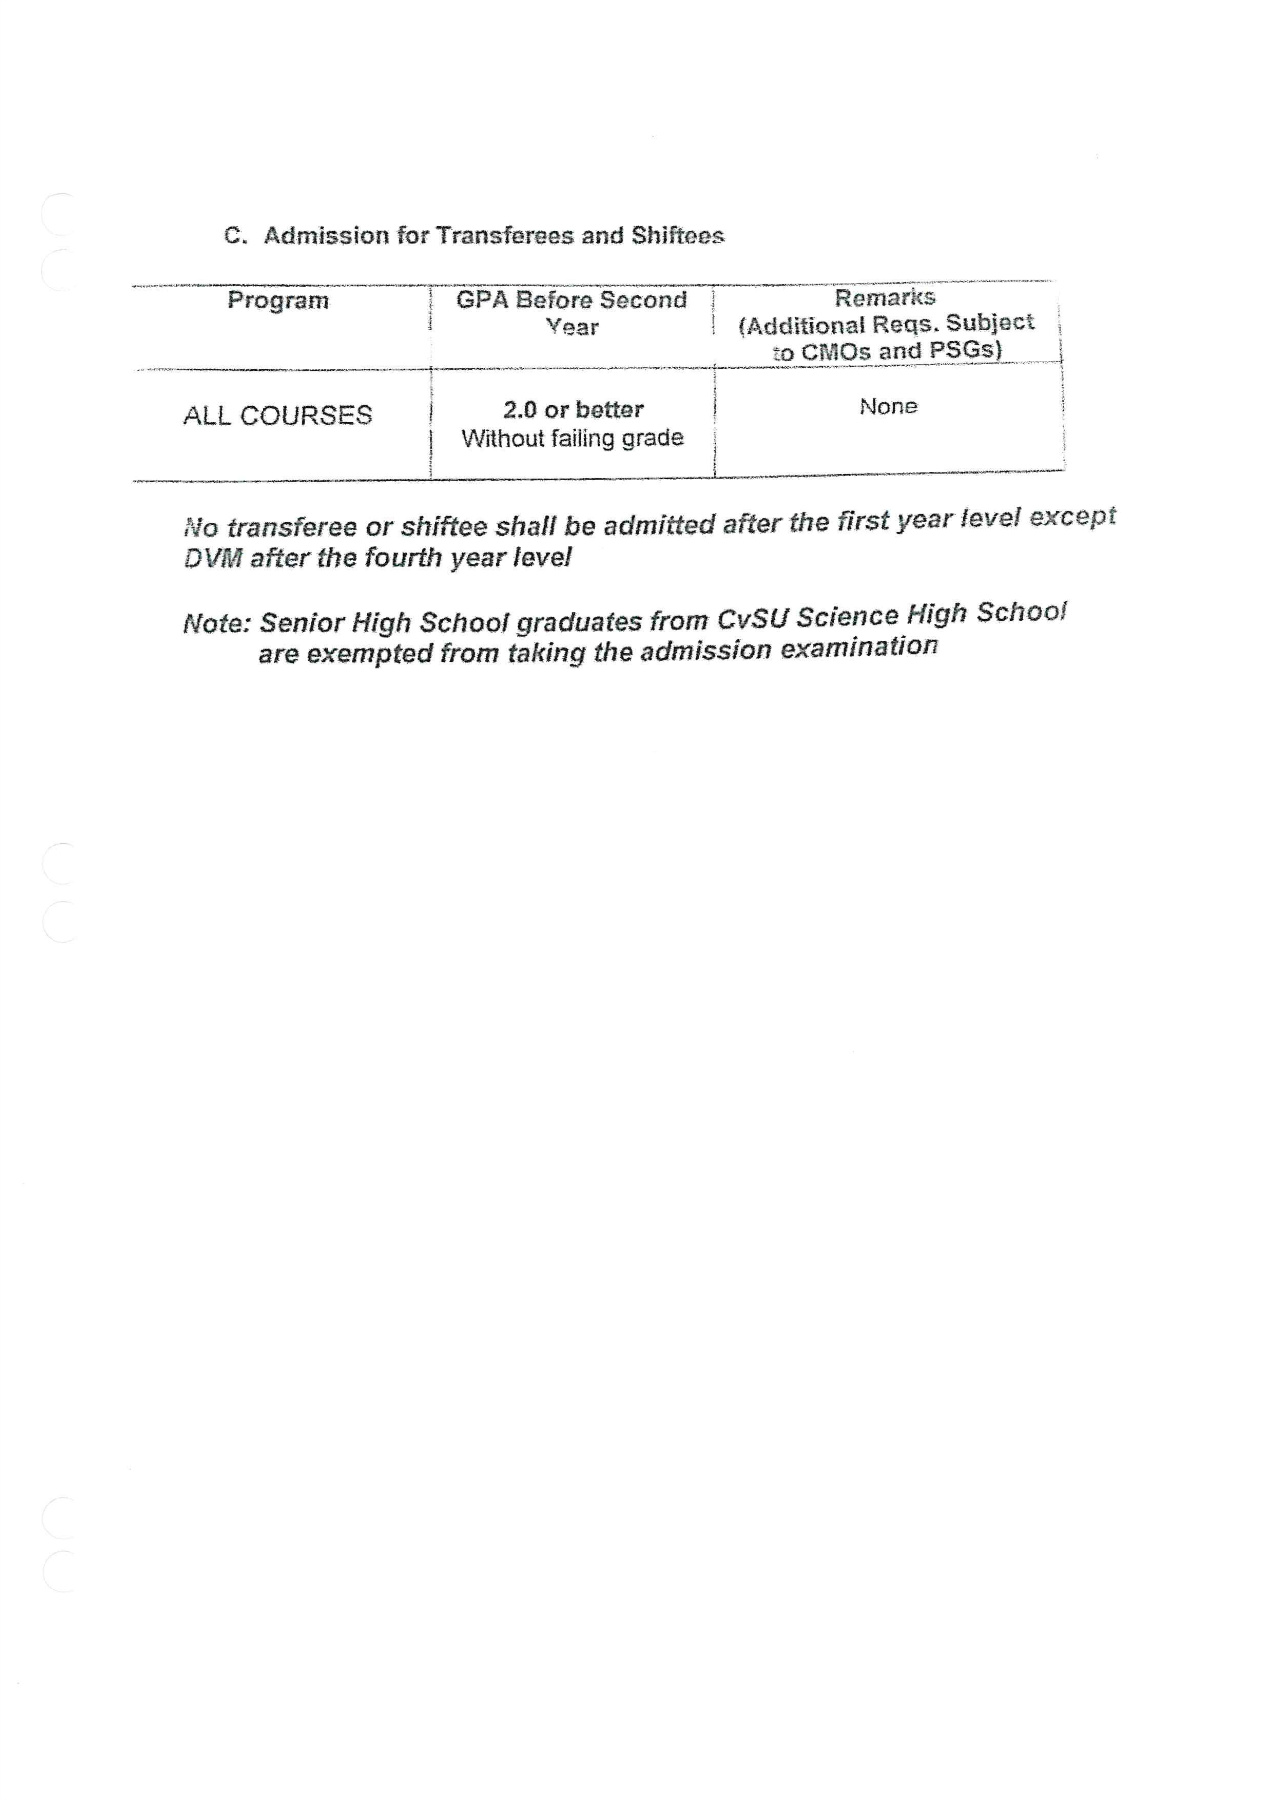 C. Admission for Transferees and Shiftees
Program
GPA Before Second
Year
Remarks
(Additional Reqs. Subject
to CMOs and PSGs)
ALL COURSES
2.0 or better
Without failing grade
None
No transferee or shiftee shall be admitted after the first year level except
DVM after the fourth year level
Note: Senior High School graduates from CvSU Science High School
are exempted from taking the admission examination